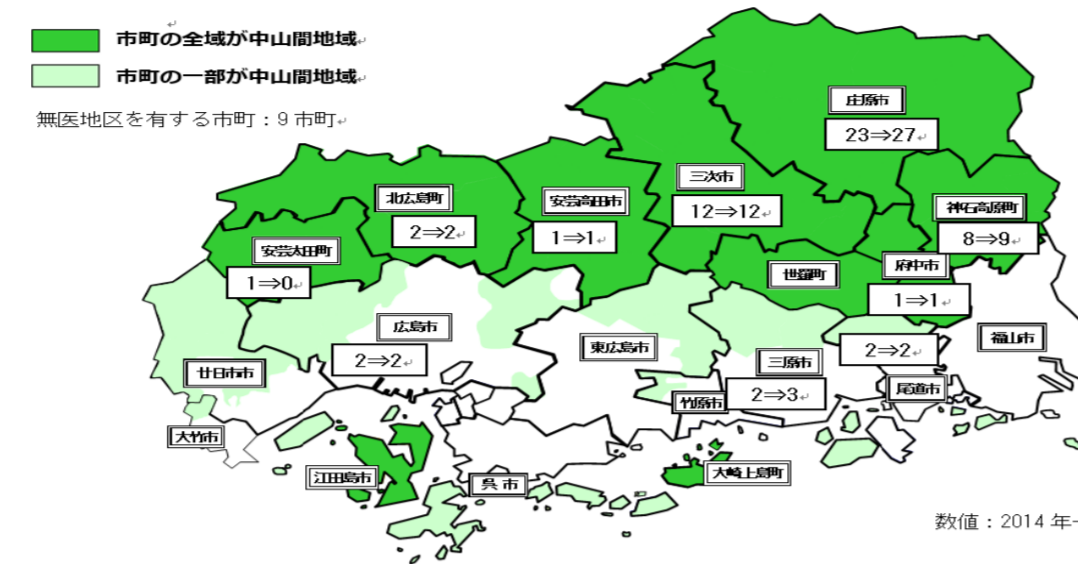 市町の全域が中山間地域
市町の一部が中山間地域
無医地区を有する市町：9市町
庄原市
23⇒27
三次市
12⇒12
北広島町
2⇒2
安芸高田市
1⇒1
神石高原町
8⇒9
安芸太田町
1⇒0
世羅町
府中市
1⇒1
広島市
2⇒2
東広島市
三原市
2⇒3
2⇒2
尾道市
福山市
廿日市市
竹原市
大竹市
江田島市
呉市
大崎上島町
数値：2014年